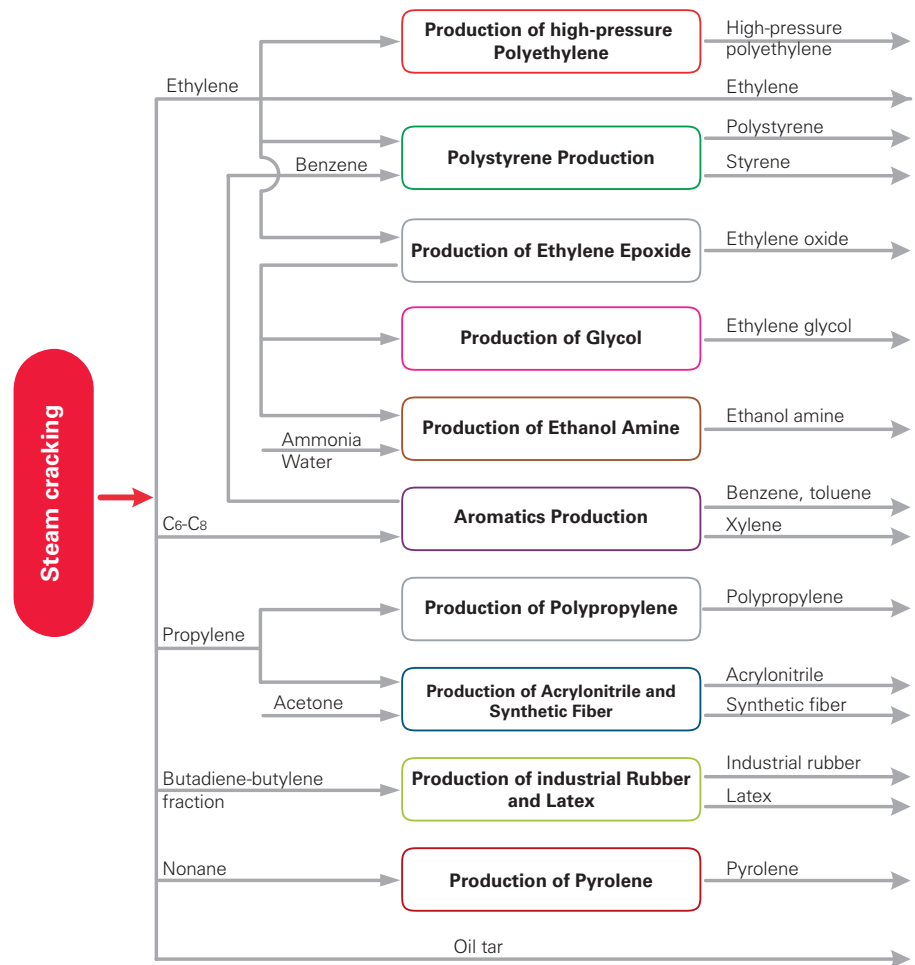 Steam cracking
Ethylene
Production of high-pressure
Polyethylene
High-pressure
polyethylene
Ethylene
Benzene
Polystyrene Production
Polystyrene
Styrene
Production of Ethylene Epoxide
Ethylene oxide
Production of Glycol
Ethylene glycol
Ammonia
Water
Production of Ethanol Amine
Ethanol amine
C6-C8
Aromatics Production
Benzene, toluene
Xylene
Propylene
Production of Polypropylene
Polypropylene
Acetone
Production of Acrylonitrile and
Synthetic Fiber
Acrylonitrile
Synthetic fiber
Butadiene-butylene
fraction
Production of industrial Rubber
and Latex
Industrial rubber
Latex
Nonane
Production of Pyrolene
Pyrolene
Oil tar